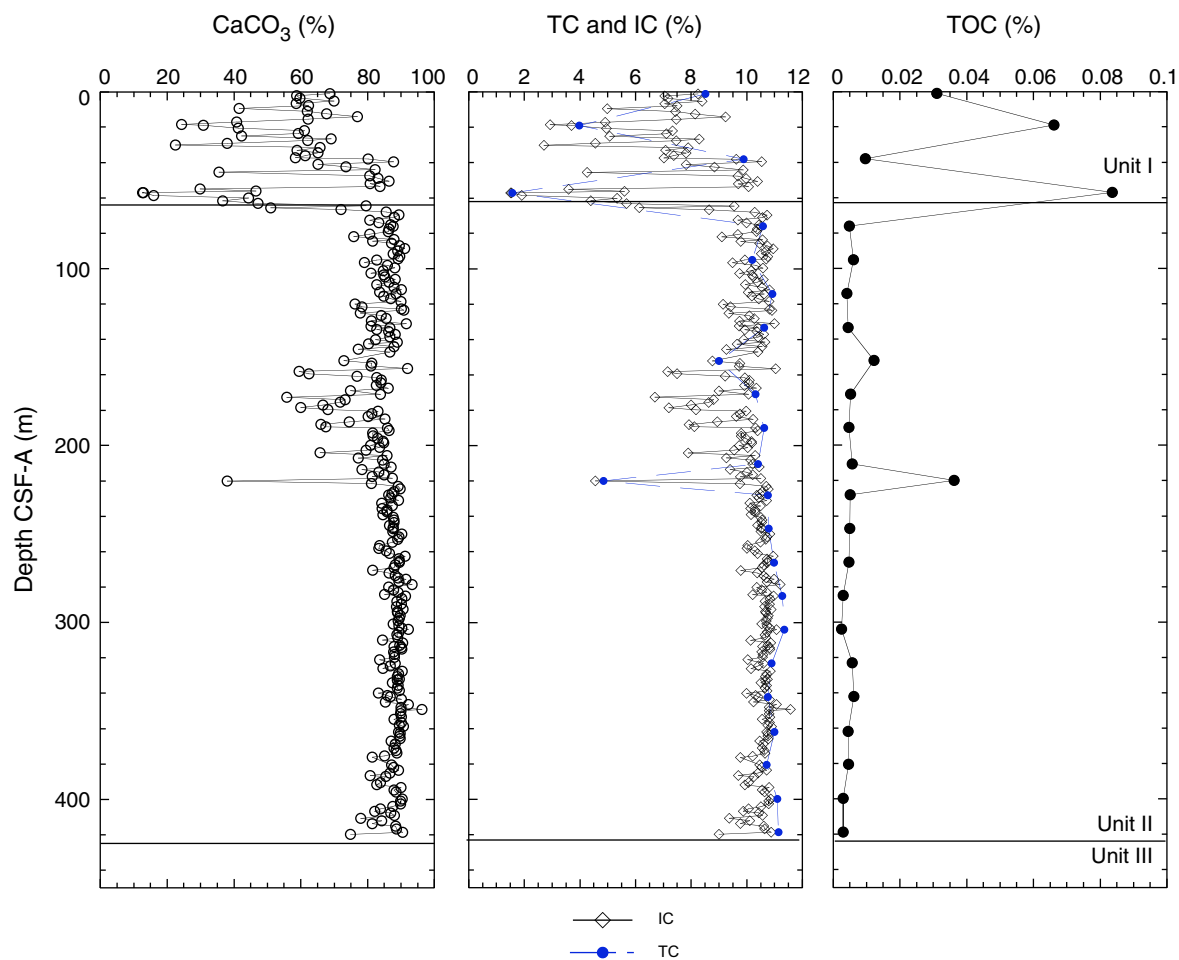 CaCO3 (%) TC and IC (%) TOC (%)
0 20 40 60 80 100 0 2 4 6 8 10 12 0 0.02 0.04 0.06 0.08 0.1
0
Unit I
100
200
Depth CSF-A (m)
300
400
Unit II
Unit III
IC
TC